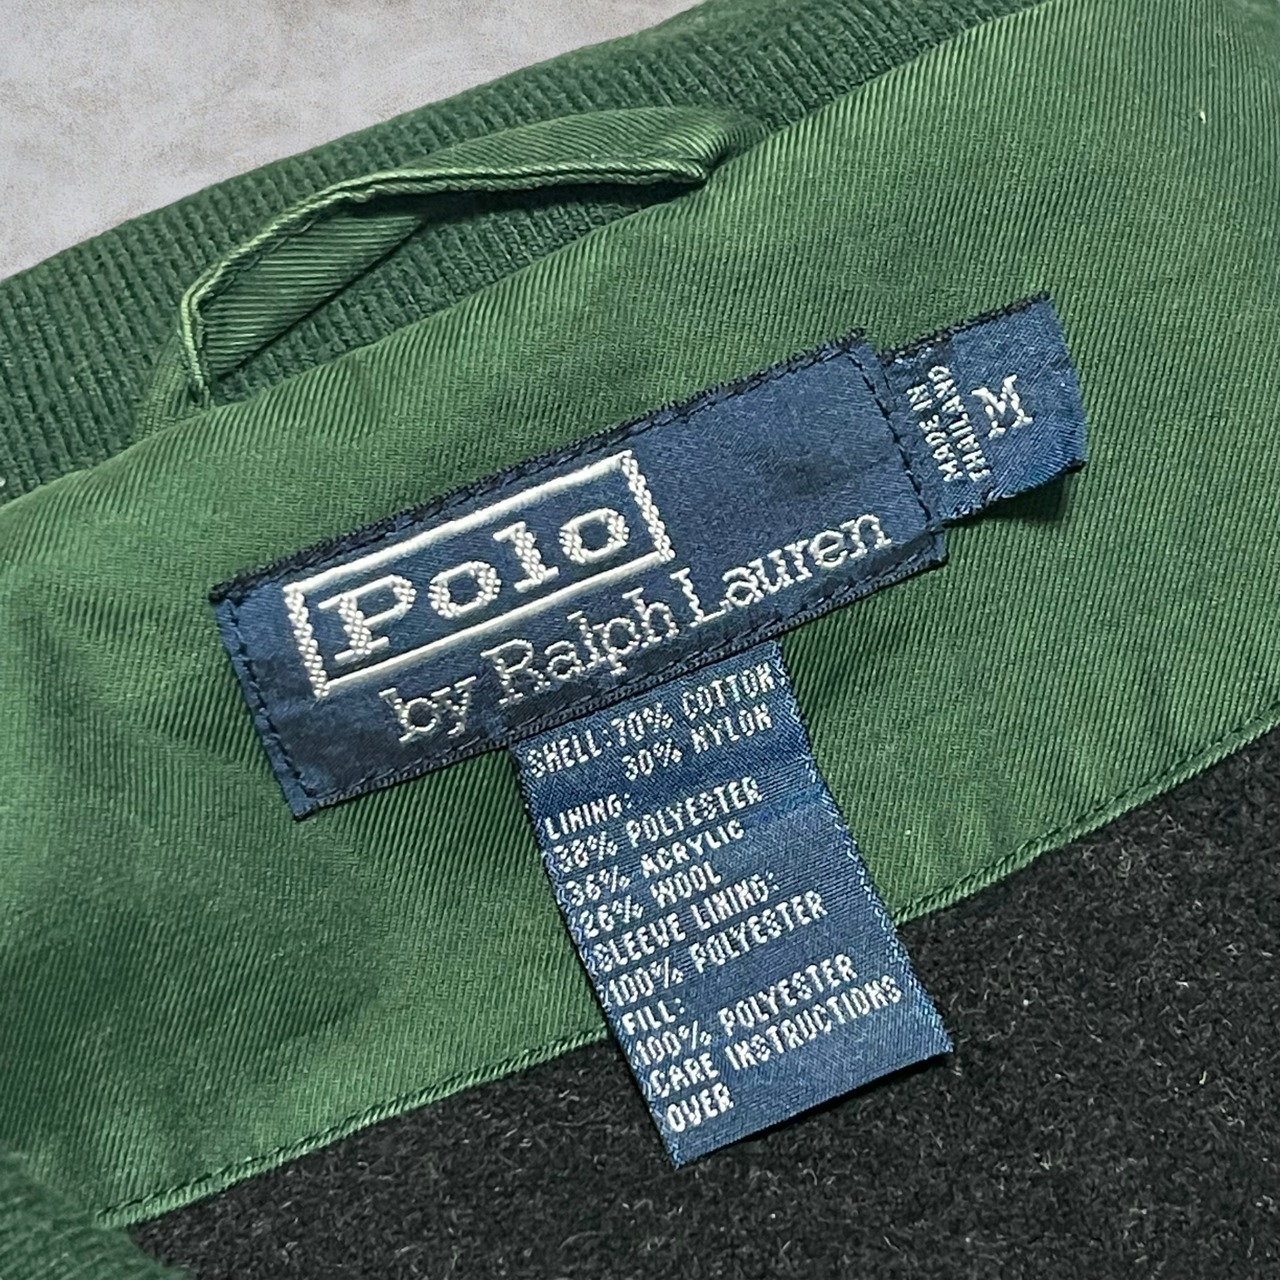 Polo
by Ralph Lauren
M
MADE IN
THAILAND
SHELL: 70% COTTON
30% NYLON
LINING:
38% POLYESTER
36% ACRYLIC
26% WOOL
SLEEVE LINING:
100% POLYESTER
FILL:
100% POLYESTER
CARE INSTRUCTIONS
OVER